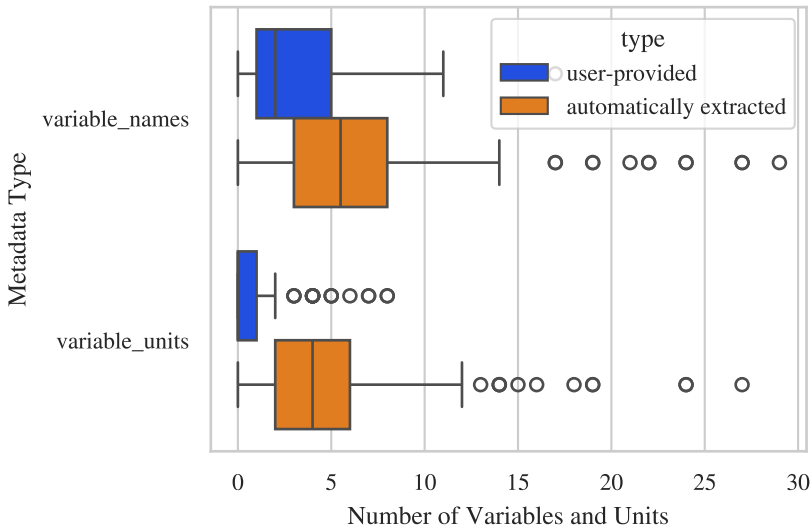 type
user-provided
automatically extracted
variable_names
variable_units
Metadata Type
0 5 10 15 20 25 30
Number of Variables and Units